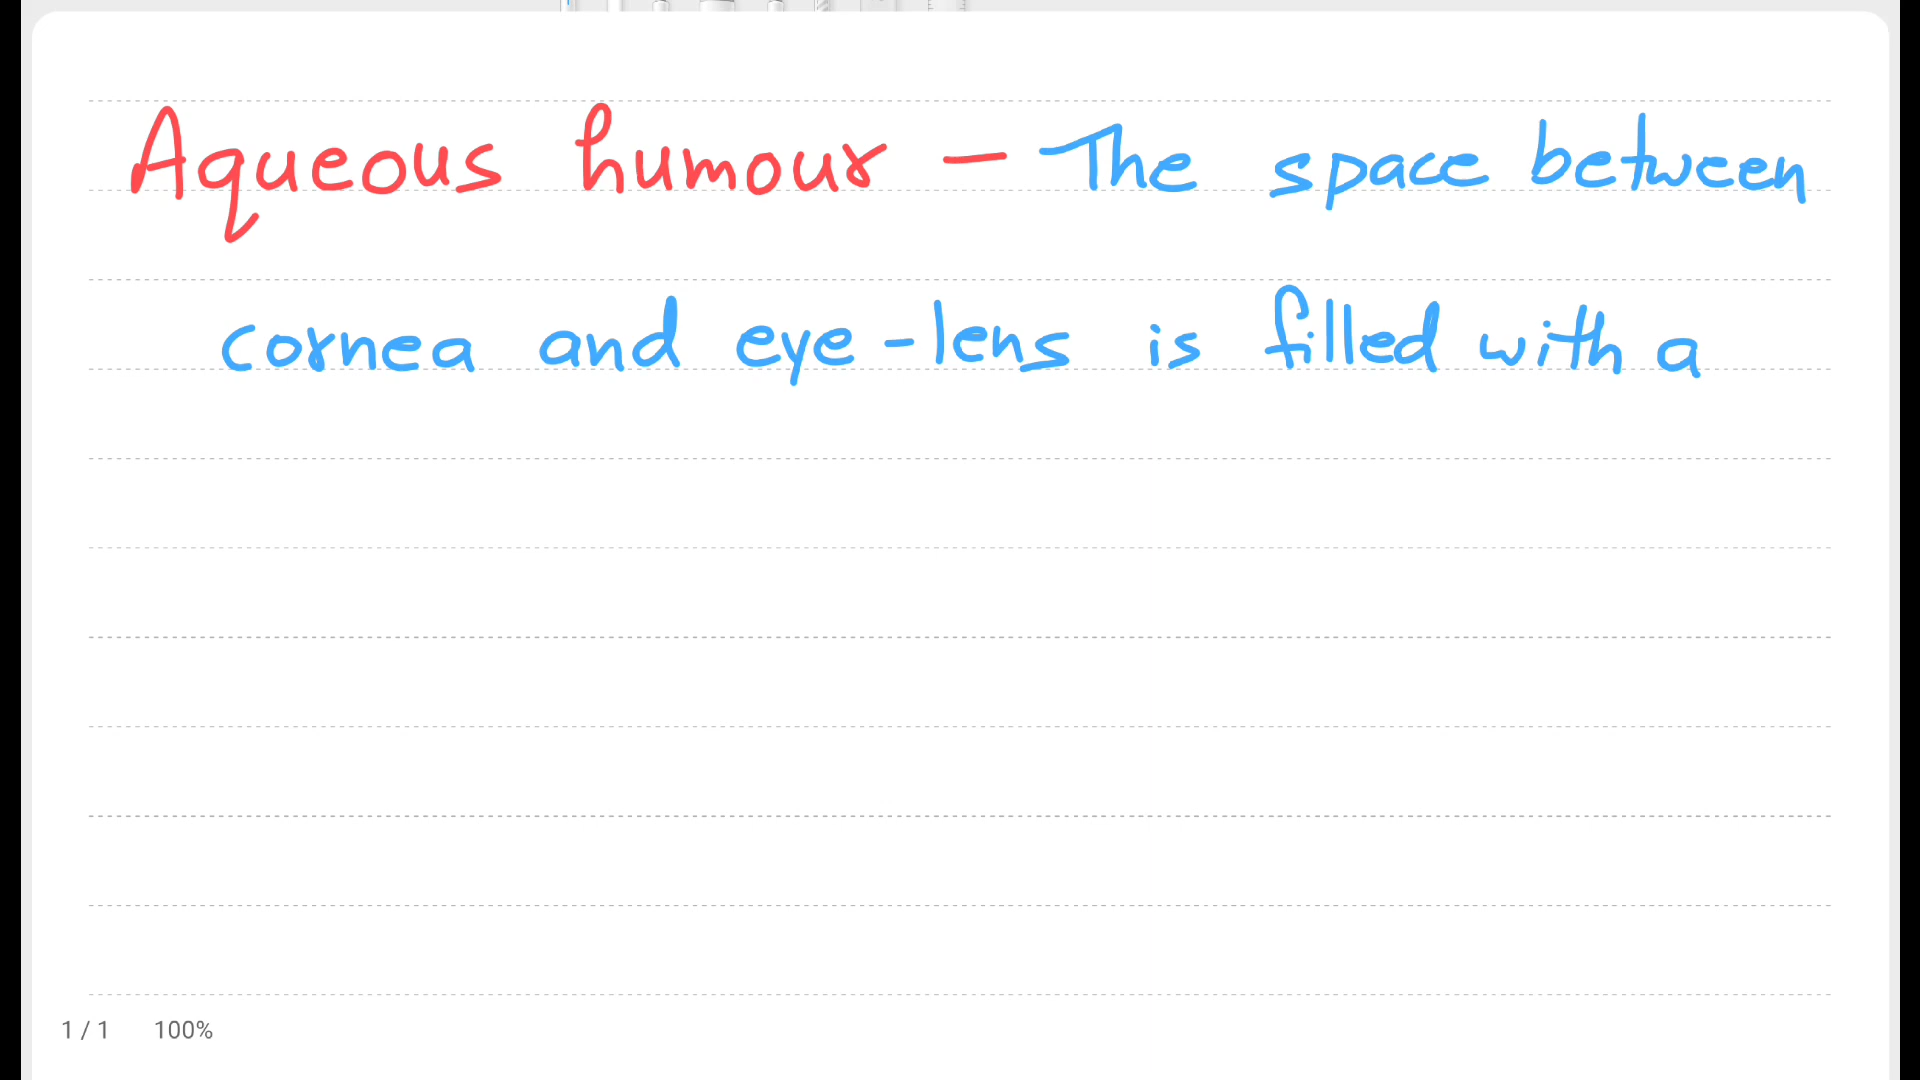 Aqueous humour - The space between
cornea and eye-lens is filled with a
1 / 1 100%